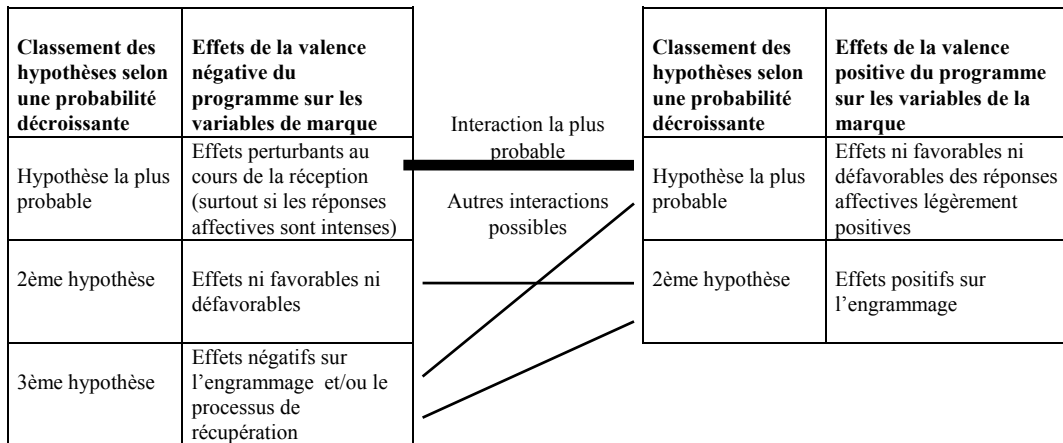 Classement des
hypothèses selon
une probabilité
décroissante
Effets de la valence
négative du
programme sur les
variables de marque
Hypothèse la plus
probable
Effets perturbants au
cours de la réception
(surtout si les réponses
affectives sont intenses)
2ème hypothèse
Effets ni favorables ni
défavorables
3ème hypothèse
Effets négatifs sur
l’engrammage et/ou le
processus de
récupération
Interaction la plus
probable
Autres interactions
possibles
Classement des
hypothèses selon
une probabilité
décroissante
Effets de la valence
positive du programme
sur les variables de la
marque
Hypothèse la plus
probable
Effets ni favorables ni
défavorables des réponses
affectives légèrement
positives
2ème hypothèse
Effets positifs sur
l’engrammage